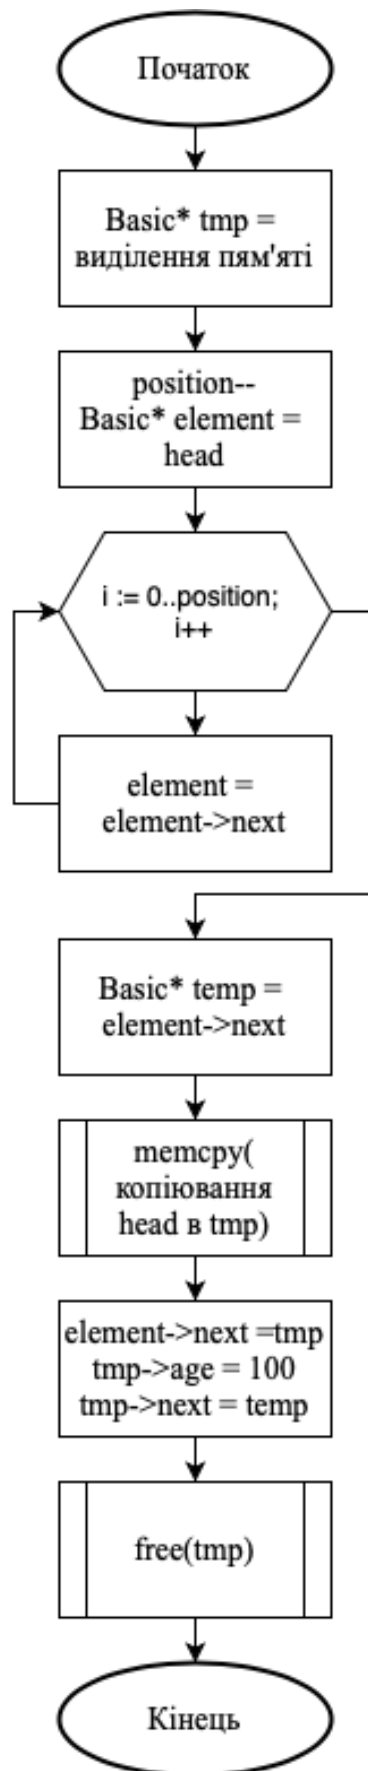 Початок
Basic* tmp =
виділення пям'яті
position--
Basic* element =
head
i := 0..position;
i++
element =
element->next
Basic* temp =
element->next
memcpy(
копіювання
head в tmp)
element->next =tmp
tmp->age = 100
tmp->next = temp
free(tmp)
Кінець